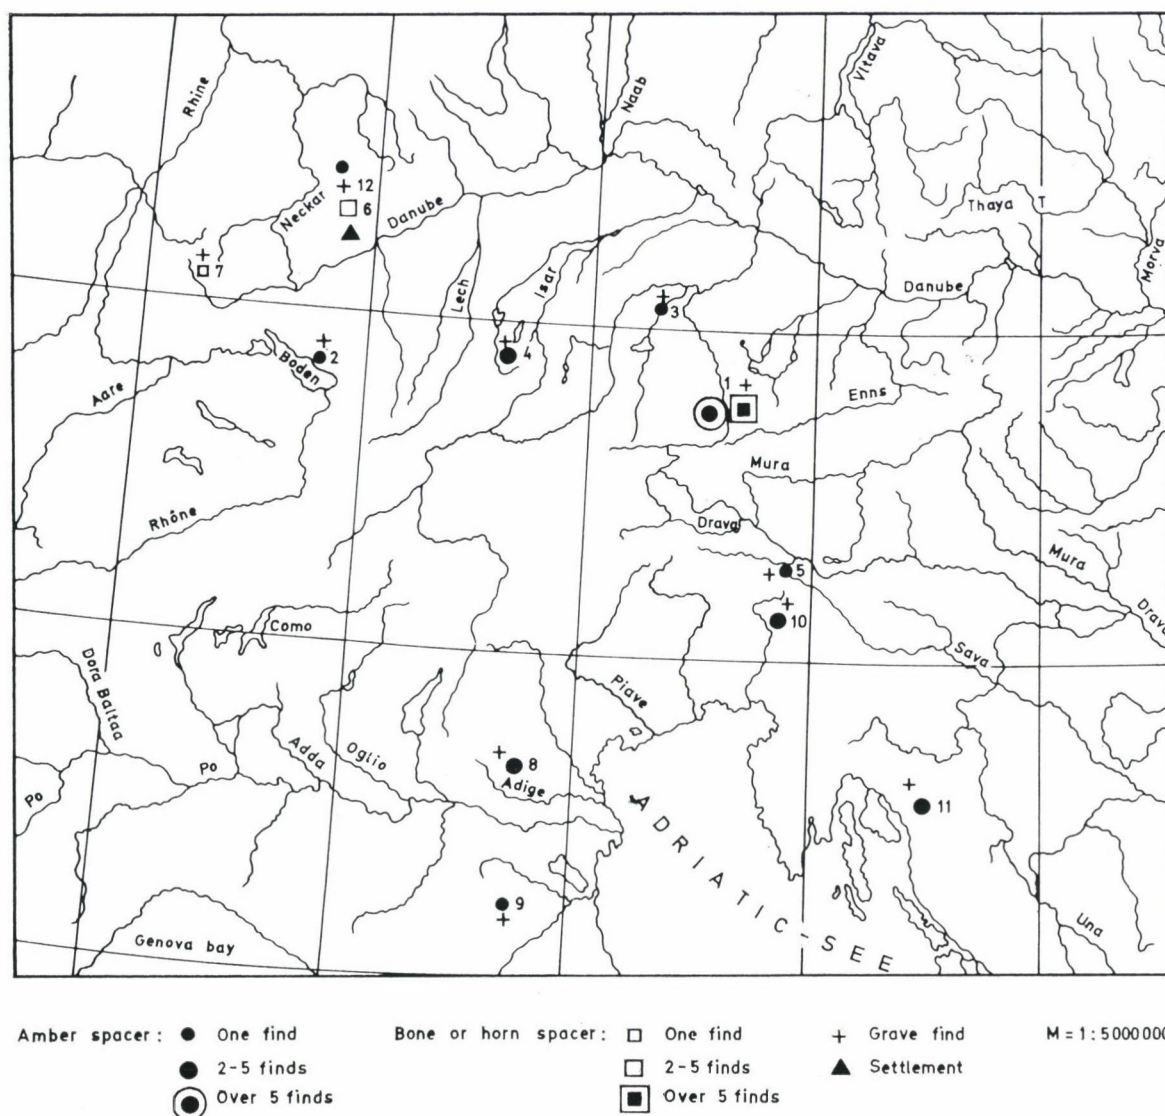 Rhine
Naab
Vltava
12
Neckar
6
Danube
Thaya
T
Morva
7
Lech
Isar
Danube
3
2
Boden
4
Aare
1
Enns
Mura
Rhône
Drava
Mura
5
Drava
10
Como
Sava
Dora Baltaa
Piave
Adda
Oglio
8
Po
Adige
Po
11
ADRIATIC-SEE
9
Una
Genova bay
Amber spacer: One find Bone or horn spacer: One find + Grave find M=1:5000000
2-5 finds 2-5 finds Settlement
Over 5 finds Over 5 finds